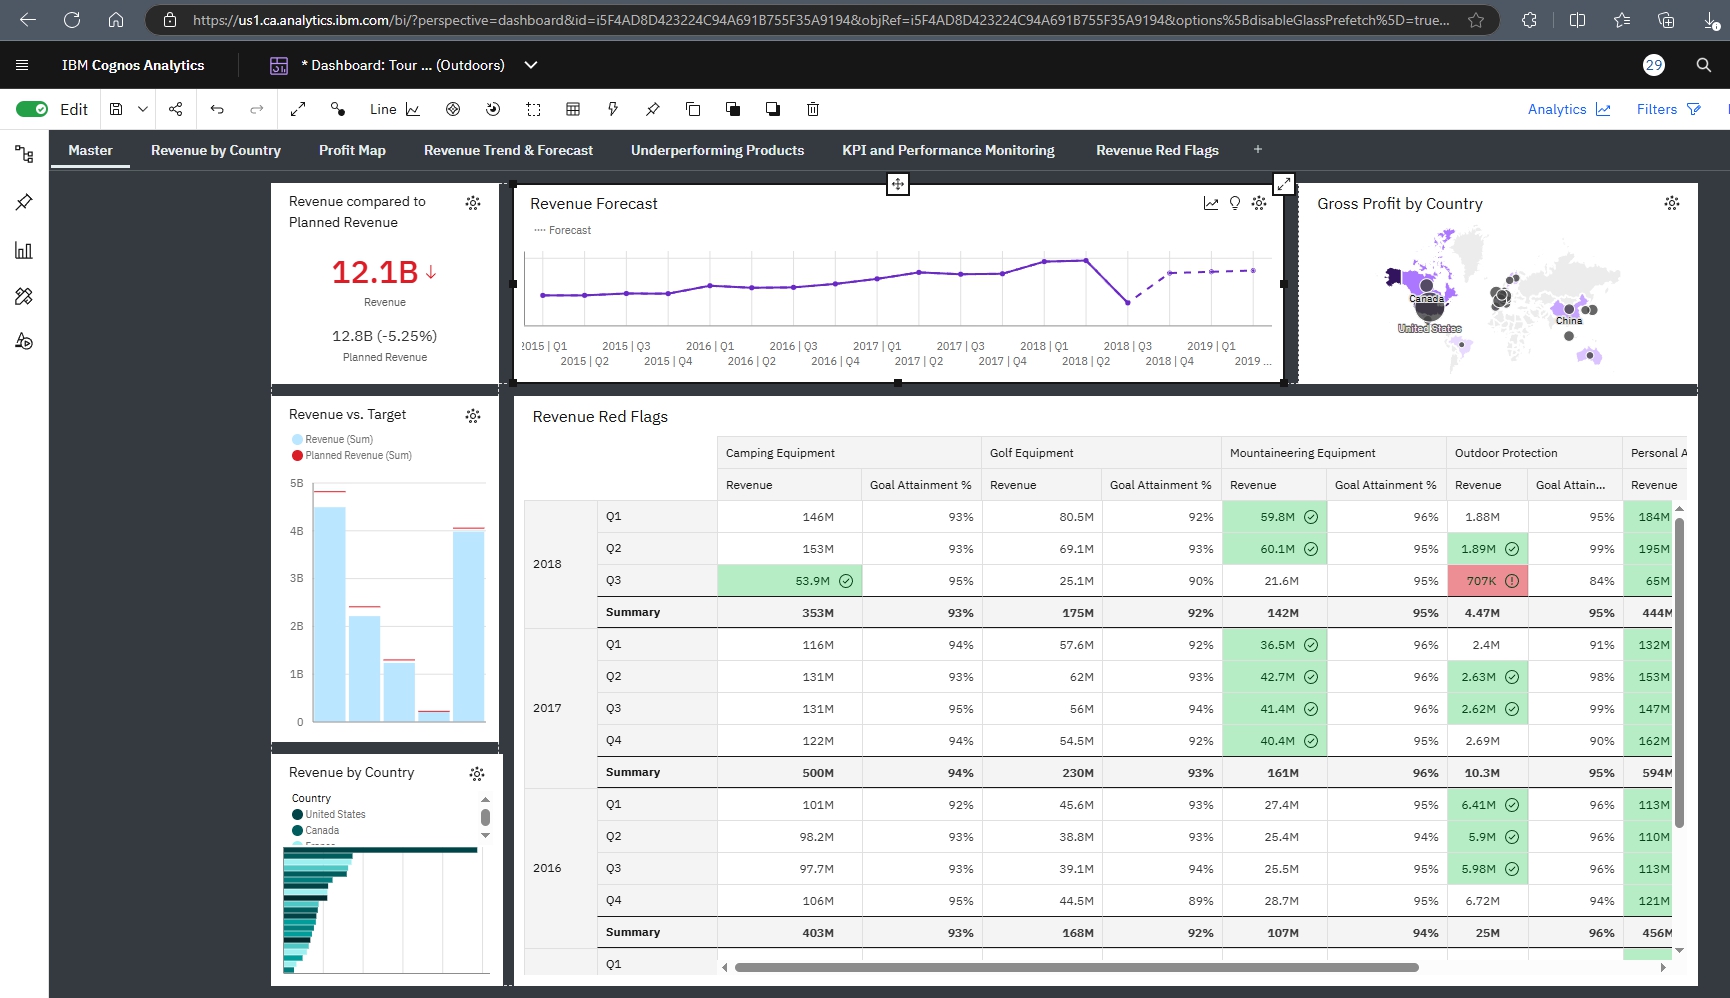 https://us1.ca.analytics.ibm.com/bi/?perspective=dashboard&id=i5F4AD8D423224C94A691B755F35A9194&objRef=i5F4AD8D423224C94A691B755F35A9194&options%5BdisableGlassPrefetch%5D=true...
IBM Cognos Analytics
* Dashboard: Tour ... (Outdoors)
29
Edit
Line
Analytics
Filters
Master
Revenue by Country
Profit Map
Revenue Trend & Forecast
Underperforming Products
KPI and Performance Monitoring
Revenue Red Flags
+
Revenue compared to
Planned Revenue
12.1B ↓
Revenue
12.8B (-5.25%)
Planned Revenue
Revenue Forecast
Forecast
2015 | Q1 2015 | Q3 2016 | Q1 2016 | Q3 2017 | Q1 2017 | Q3 2018 | Q1 2018 | Q3 2019 | Q1
2015 | Q2 2015 | Q4 2016 | Q2 2016 | Q4 2017 | Q2 2017 | Q4 2018 | Q2 2018 | Q4 2019 ...
Gross Profit by Country
Canada
United States
China
Revenue vs. Target
Revenue (Sum)
Planned Revenue (Sum)
5B
4B
3B
2B
1B
0
Revenue by Country
Country
United States
Canada
France
Revenue Red Flags
Camping Equipment Golf Equipment Mountaineering Equipment Outdoor Protection Personal A
Revenue Goal Attainment % Revenue Goal Attainment % Revenue Goal Attainment % Revenue Goal Attain... Revenue
2018
Q1 146M 93% 80.5M 92% 59.8M 96% 1.88M 95% 184M
Q2 153M 93% 69.1M 93% 60.1M 95% 1.89M 99% 195M
Q3 53.9M 95% 25.1M 90% 21.6M 95% 707K 84% 65M
Summary 353M 93% 175M 92% 142M 95% 4.47M 95% 444M
2017
Q1 116M 94% 57.6M 92% 36.5M 96% 2.4M 91% 132M
Q2 131M 93% 62M 93% 42.7M 96% 2.63M 98% 153M
Q3 131M 95% 56M 94% 41.4M 96% 2.62M 99% 147M
Q4 122M 94% 54.5M 92% 40.4M 95% 2.69M 90% 162M
Summary 500M 94% 230M 93% 161M 96% 10.3M 95% 594M
2016
Q1 101M 92% 45.6M 93% 27.4M 95% 6.41M 96% 113M
Q2 98.2M 93% 38.8M 93% 25.4M 94% 5.9M 96% 110M
Q3 97.7M 93% 39.1M 94% 25.5M 95% 5.98M 96% 113M
Q4 106M 95% 44.5M 89% 28.7M 95% 6.72M 94% 121M
Summary 403M 93% 168M 92% 107M 94% 25M 96% 456M
Q1